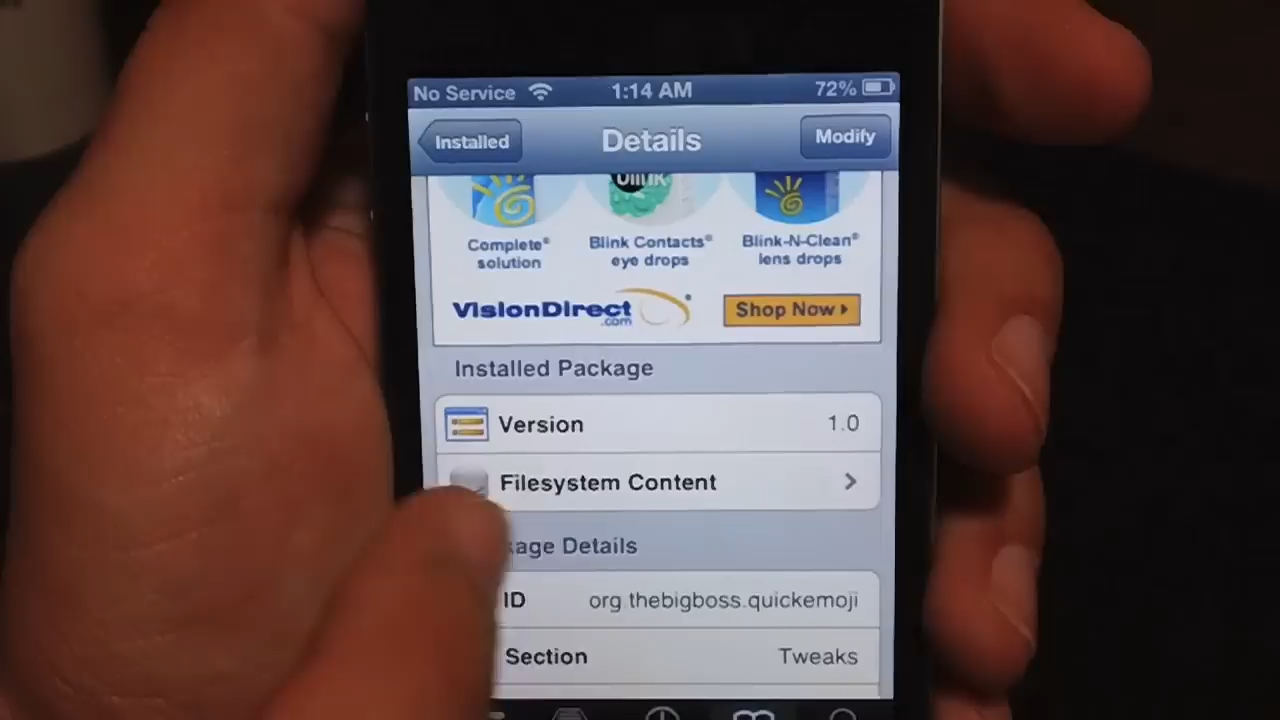 No Service 1:14 AM 72%
Installed Details Modify
Complete® Blink Contacts® Blink-N-Clean®
solution eye drops lens drops
VisionDirect .com Shop Now
Installed Package
Version 1.0
Filesystem Content
kage Details
ID org.thebigboss.quickemoji
Section Tweaks